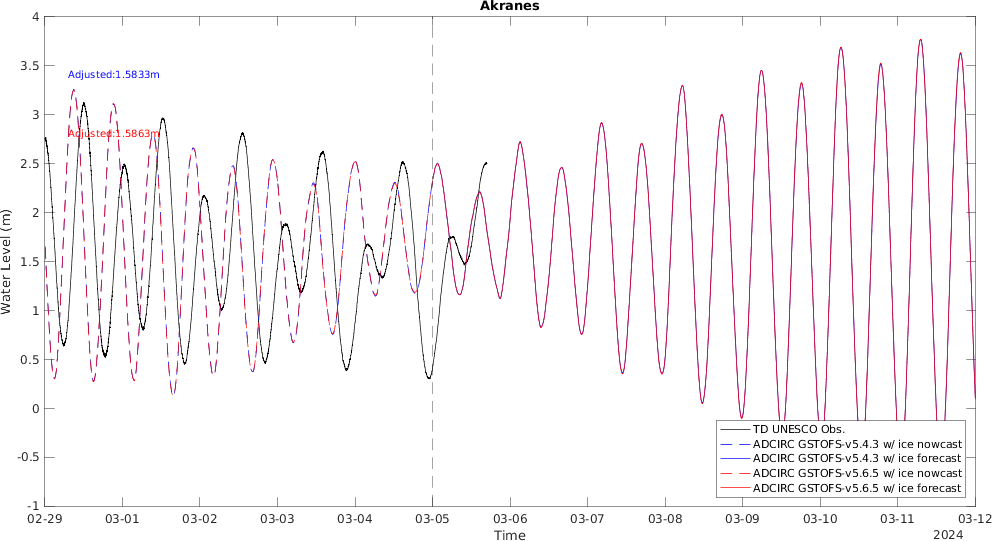 Akranes
4
3.5
3
2.5
2
1.5
1
0.5
0
-0.5
-1
Water Level (m)
Adjusted:1.5833m
Adjusted:1.5863m
TD UNESCO Obs.
ADCIRC GSTOFS-v5.4.3 w/ ice nowcast
ADCIRC GSTOFS-v5.4.3 w/ ice forecast
ADCIRC GSTOFS-v5.6.5 w/ ice nowcast
ADCIRC GSTOFS-v5.6.5 w/ ice forecast
02-29 03-01 03-02 03-03 03-04 03-05 03-06 03-07 03-08 03-09 03-10 03-11 03-12
Time
2024